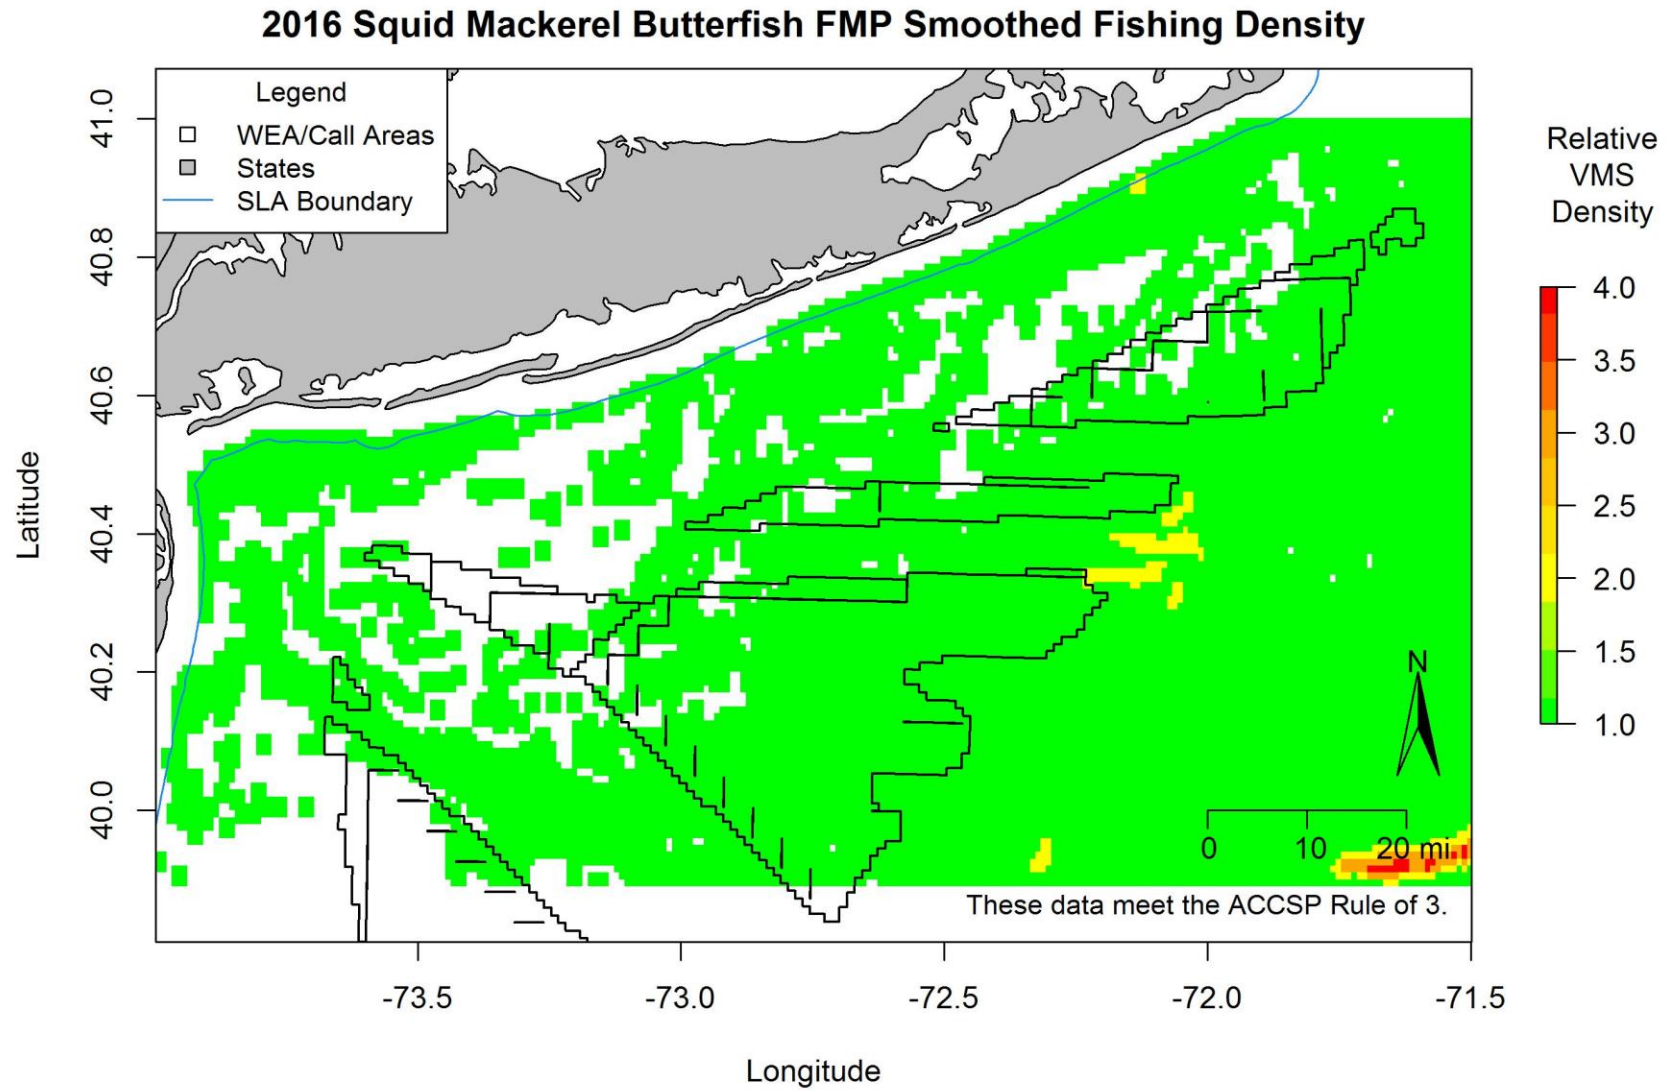 2016 Squid Mackerel Butterfish FMP Smoothed Fishing Density
Legend
WEA/Call Areas
States
SLA Boundary
Latitude
41.0
40.8
40.6
40.4
40.2
40.0
Relative
VMS
Density
4.0
3.5
3.0
2.5
2.0
1.5
1.0
N
0 10 20 mi
These data meet the ACCSP Rule of 3.
-73.5 -73.0 -72.5 -72.0 -71.5
Longitude